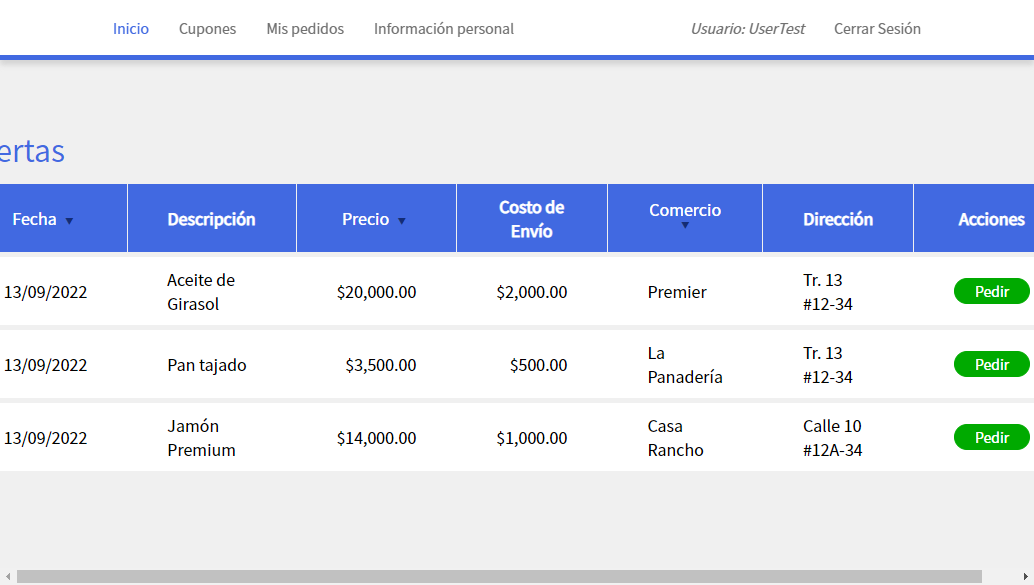 Inicio Cupones Mis pedidos Información personal Usuario: UserTest Cerrar Sesión
ertas
Fecha ▼ Descripción Precio ▼ Costo de Envío Comercio ▼ Dirección Acciones
13/09/2022 Aceite de Girasol $20,000.00 $2,000.00 Premier Tr. 13 #12-34 Pedir
13/09/2022 Pan tajado $3,500.00 $500.00 La Panadería Tr. 13 #12-34 Pedir
13/09/2022 Jamón Premium $14,000.00 $1,000.00 Casa Rancho Calle 10 #12A-34 Pedir